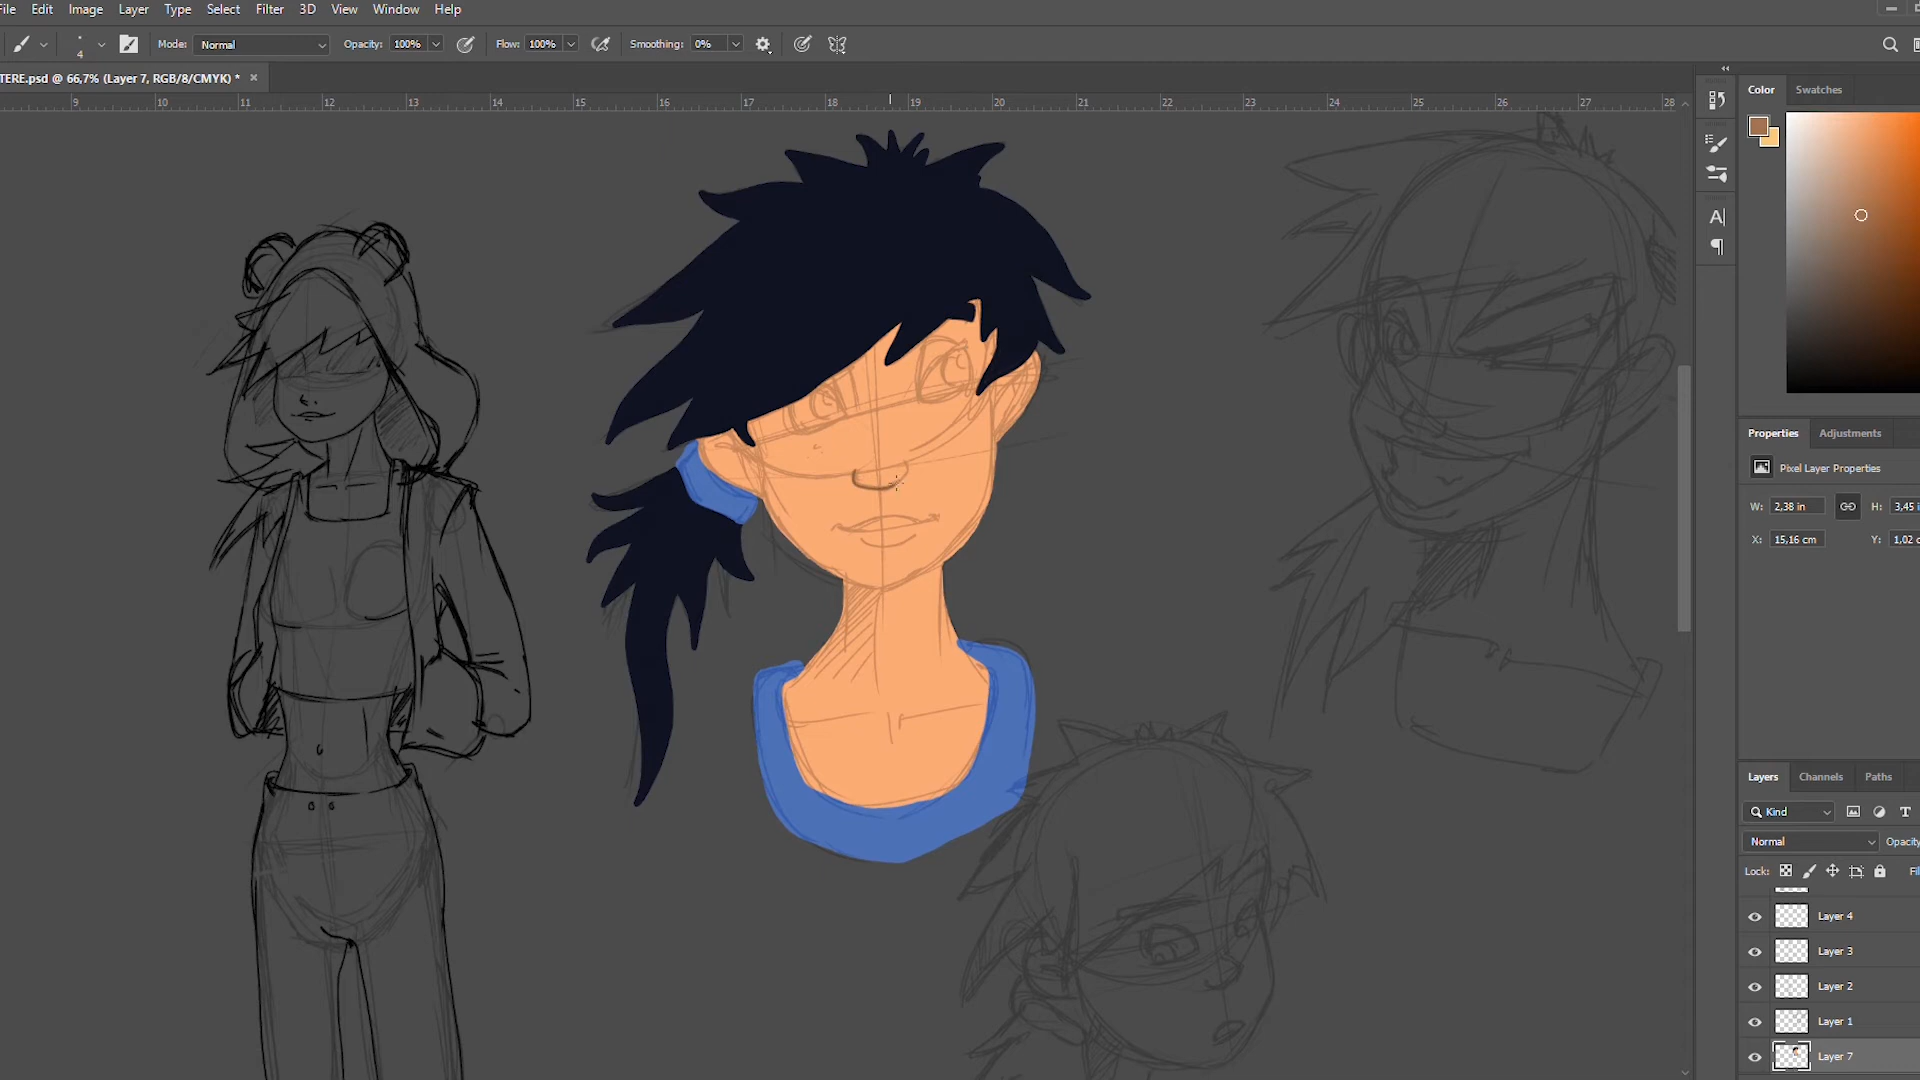 File Edit Image Layer Type Select Filter 3D View Window Help
4 Mode: Normal Opacity: 100% Flow: 100% Smoothing: 0%
TERE.psd @ 66,7% (Layer 7, RGB/8/CMYK) * ×
9 10 11 12 13 14 15 16 17 18 19 20 21 22 23 24 25 26 27 28
Color Swatches
A|
Properties Adjustments
Pixel Layer Properties
W: 2,38 in H: 3,45 i
X: 15,16 cm Y: 1,02 c
Layers Channels Paths
Kind T
Normal Opacity
Lock: Fil
Layer 4
Layer 3
Layer 2
Layer 1
Layer 7